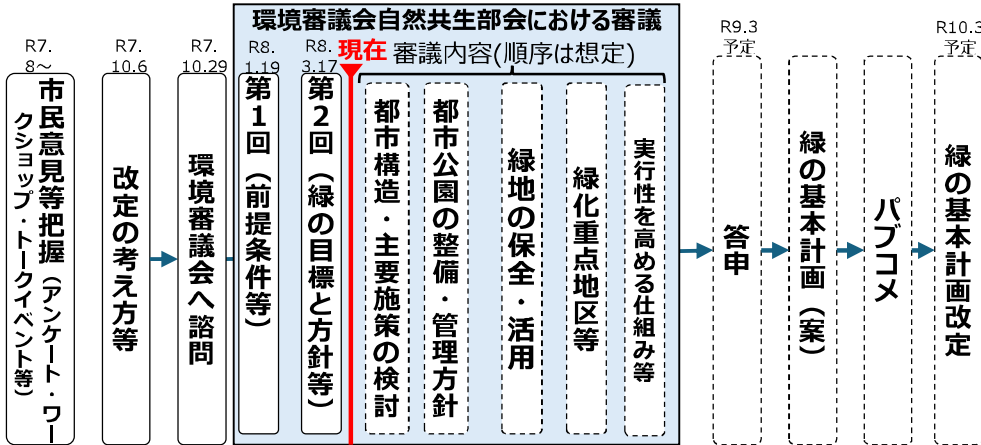 環境審議会自然共生部会における審議
R7.
8～
市民意見等把握（アンケート・ワー
クショップ・トークイベント等）
R7.
10.6
改定の考え方等
R7.
10.29
環境審議会へ諮問
R8.
1.19
第1回（前提条件等）
R8.
3.17
第2回（緑の目標と方針等）
現在
審議内容(順序は想定)
都市構造・主要施策の検討
都市公園の整備・管理方針
緑地の保全・活用
緑化重点地区等
実行性を高める仕組み等
R9.3
予定
答申
緑の基本計画（案）
パブコメ
R10.3
予定
緑の基本計画改定